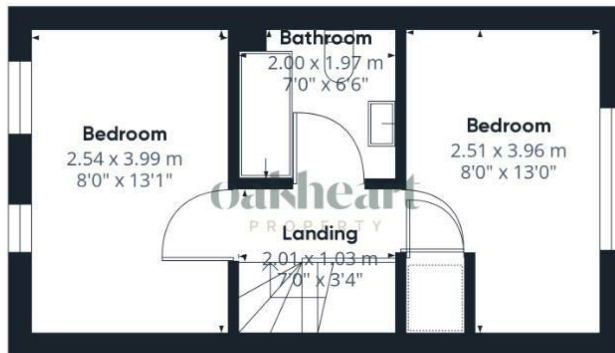 Bathroom
2.00 x 1.97 m
7'0" x 6'6"
Bedroom
2.54 x 3.99 m
8'0" x 13'1"
Bedroom
2.51 x 3.96 m
8'0" x 13'0"
oakheart
PROPERTY
Landing
2.01 x 1.03 m
7'0" x 3'4"